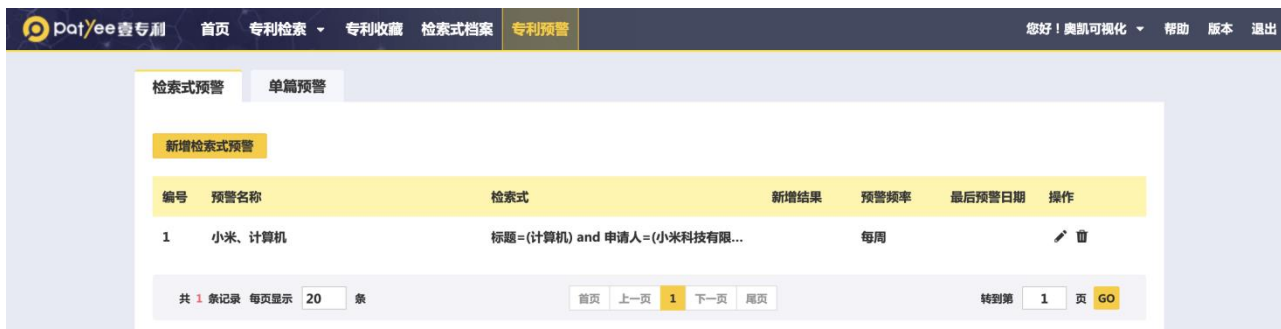 patyee壹专利 首页 专利检索 专利收藏 检索式档案 专利预警 您好！奥凯可视化 帮助 版本 退出
检索式预警 单篇预警
新增检索式预警
编号 预警名称 检索式 新增结果 预警频率 最后预警日期 操作
1 小米、计算机 标题=(计算机) and 申请人=(小米科技有限... 每周
共 1 条记录 每页显示 20 条 首页 上一页 1 下一页 尾页 转到第 1 页 GO